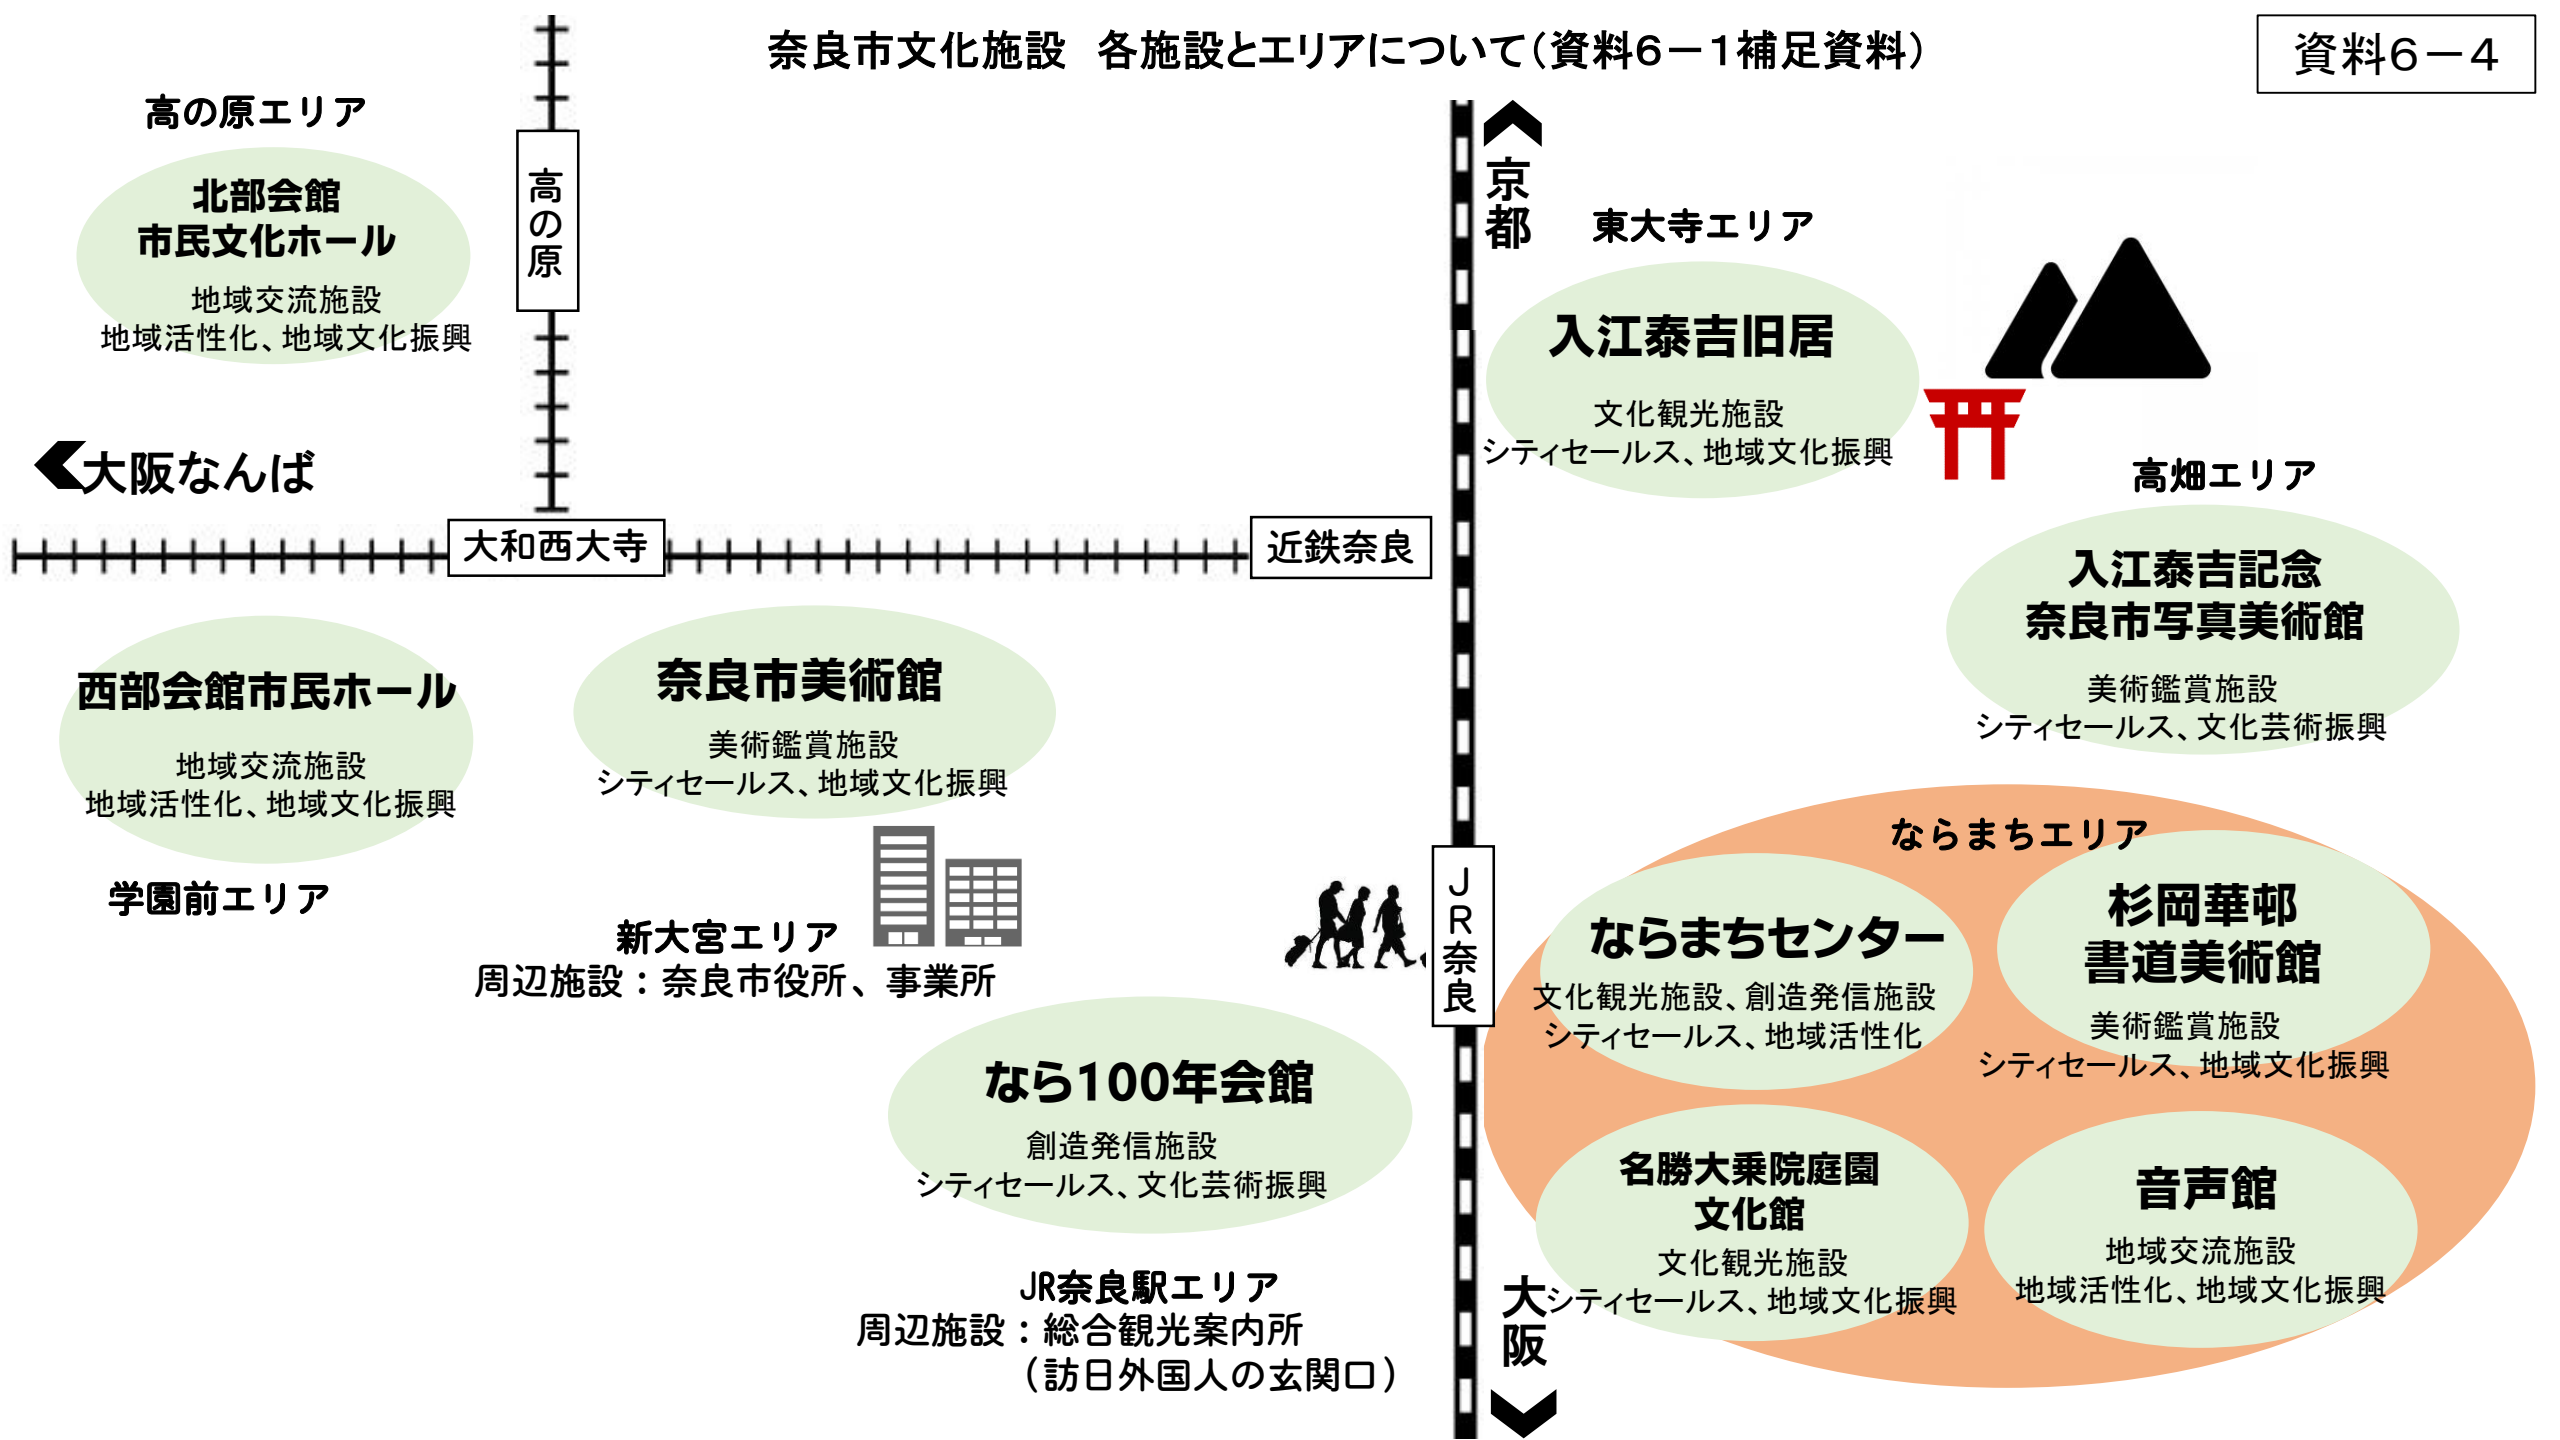 奈良市文化施設　各施設とエリアについて（資料６－１補足資料）
資料６－４
高の原エリア
北部会館
市民文化ホール
地域交流施設
地域活性化、地域文化振興
高の原
京都
東大寺エリア
入江泰吉旧居
文化観光施設
シティセールス、地域文化振興
大阪なんば
大和西大寺
近鉄奈良
高畑エリア
入江泰吉記念
奈良市写真美術館
美術鑑賞施設
シティセールス、文化芸術振興
西部会館市民ホール
地域交流施設
地域活性化、地域文化振興
学園前エリア
奈良市美術館
美術鑑賞施設
シティセールス、地域文化振興
新大宮エリア
周辺施設：奈良市役所、事業所
JR奈良
なら100年会館
創造発信施設
シティセールス、文化芸術振興
JR奈良駅エリア
周辺施設：総合観光案内所
（訪日外国人の玄関口）
ならまちエリア
ならまちセンター
文化観光施設、創造発信施設
シティセールス、地域活性化
杉岡華邨
書道美術館
美術鑑賞施設
シティセールス、地域文化振興
名勝大乗院庭園
文化館
文化観光施設
シティセールス、地域文化振興
音声館
地域交流施設
地域活性化、地域文化振興
大阪